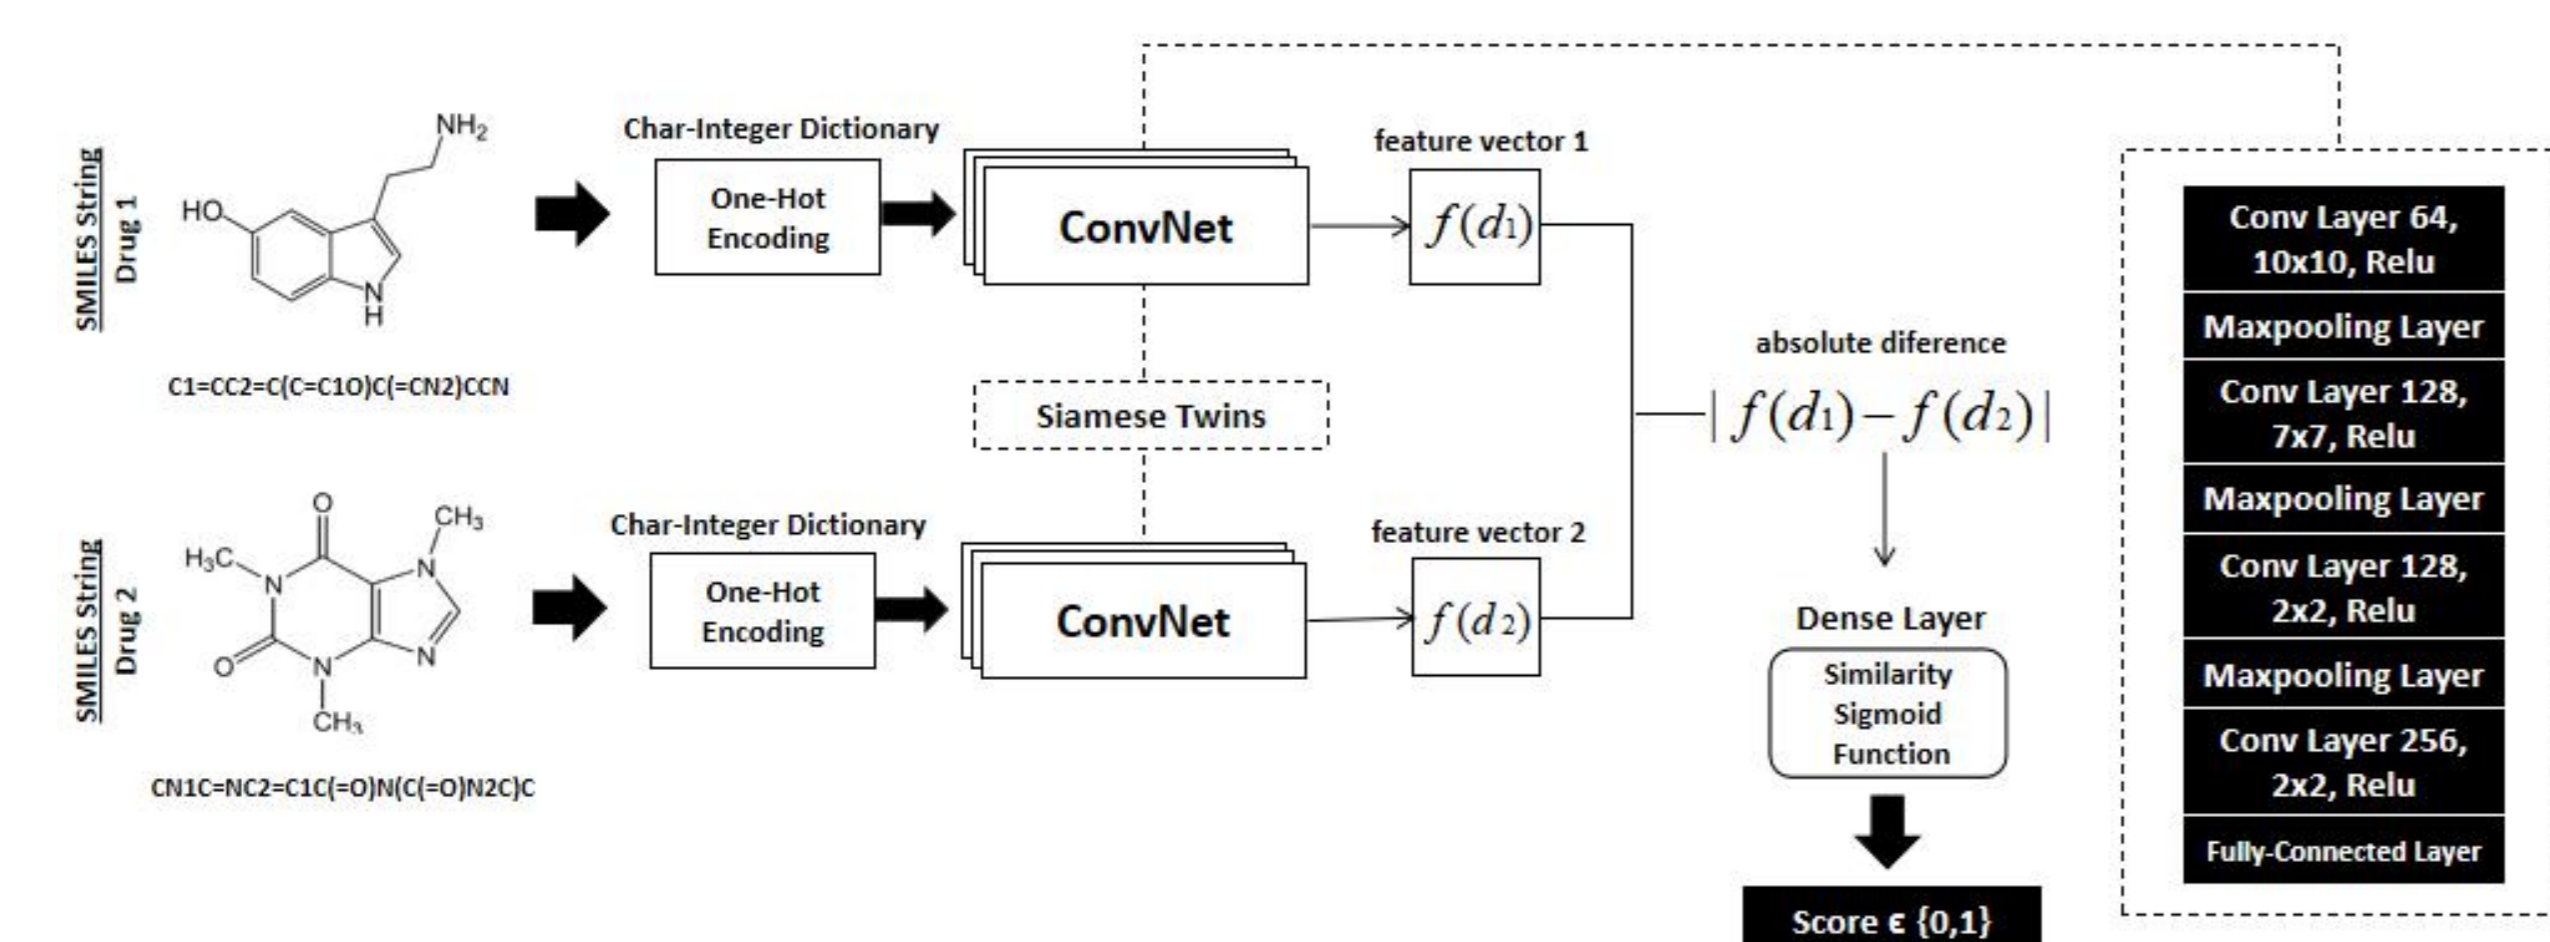 SMILES String
Drug 1
HO
NH2
N
H
C1=CC2=C(C=C1O)C(=CN2)CCN
Char-Integer Dictionary
One-Hot
Encoding
ConvNet
feature vector 1
f(d1)
Siamese Twins
SMILES String
Drug 2
O
CH3
H3C
N
N
O
N
N
CH3
CN1C=NC2=C1C(=O)N(C(=O)N2C)C
Char-Integer Dictionary
One-Hot
Encoding
ConvNet
feature vector 2
f(d2)
absolute diference
| f(d1) – f(d2) |
Dense Layer
Similarity
Sigmoid
Function
Score ϵ {0,1}
Conv Layer 64,
10x10, Relu
Maxpooling Layer
Conv Layer 128,
7x7, Relu
Maxpooling Layer
Conv Layer 128,
2x2, Relu
Maxpooling Layer
Conv Layer 256,
2x2, Relu
Fully-Connected Layer